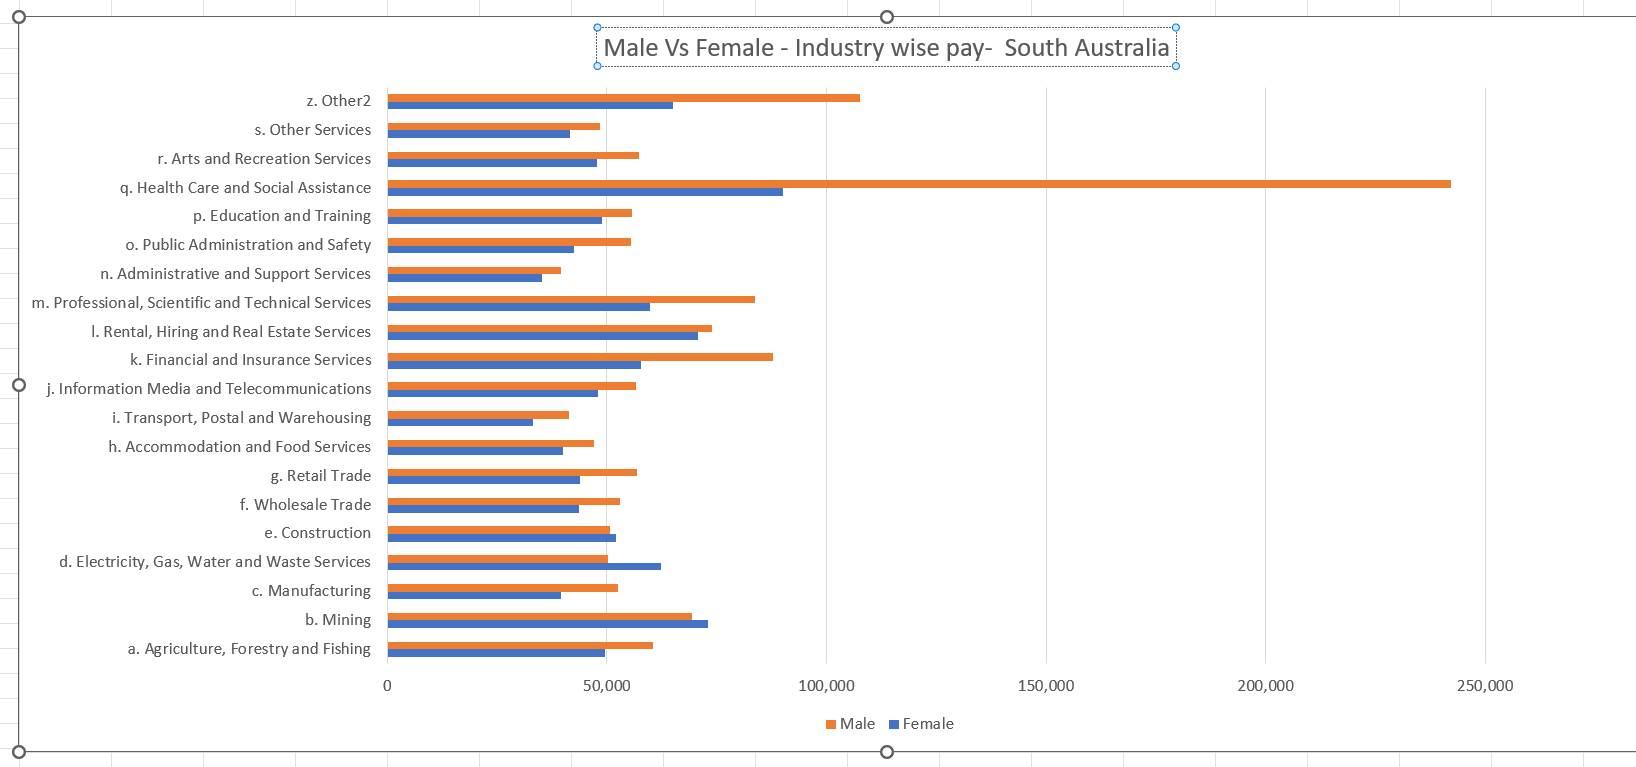 Male Vs Female - Industry wise pay-  South Australia
z. Other2
s. Other Services
r. Arts and Recreation Services
q. Health Care and Social Assistance
p. Education and Training
o. Public Administration and Safety
n. Administrative and Support Services
m. Professional, Scientific and Technical Services
l. Rental, Hiring and Real Estate Services
k. Financial and Insurance Services
j. Information Media and Telecommunications
i. Transport, Postal and Warehousing
h. Accommodation and Food Services
g. Retail Trade
f. Wholesale Trade
e. Construction
d. Electricity, Gas, Water and Waste Services
c. Manufacturing
b. Mining
a. Agriculture, Forestry and Fishing
0 50,000 100,000 150,000 200,000 250,000
Male Female